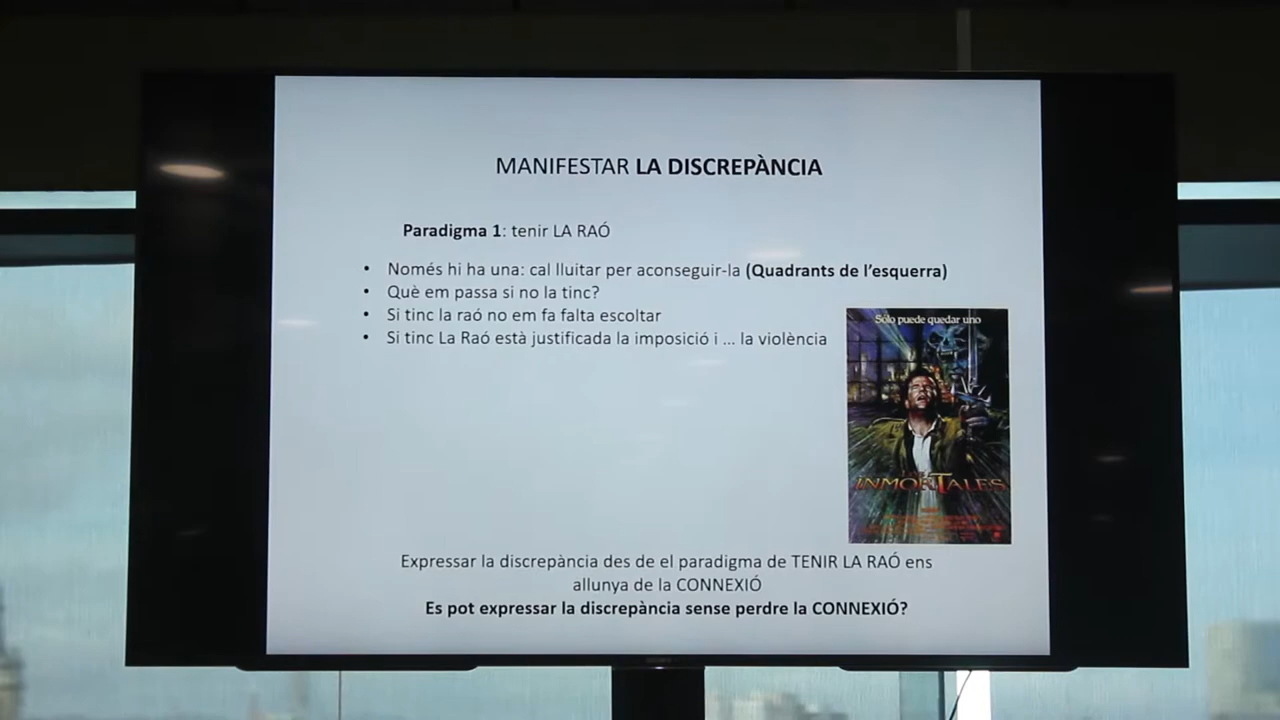 MANIFESTAR LA DISCREPÀNCIA
Paradigma 1: tenir LA RAÓ
• Només hi ha una: cal lluitar per aconseguir-la (Quadrants de l'esquerra)
• Què em passa si no la tinc?
• Si tinc la raó no em fa falta escoltar
• Si tinc La Raó està justificada la imposició i ... la violència
Sólo puede quedar uno
INMORTALES
Expressar la discrepància des de el paradigma de TENIR LA RAÓ ens
allunya de la CONNEXIÓ
Es pot expressar la discrepància sense perdre la CONNEXIÓ?